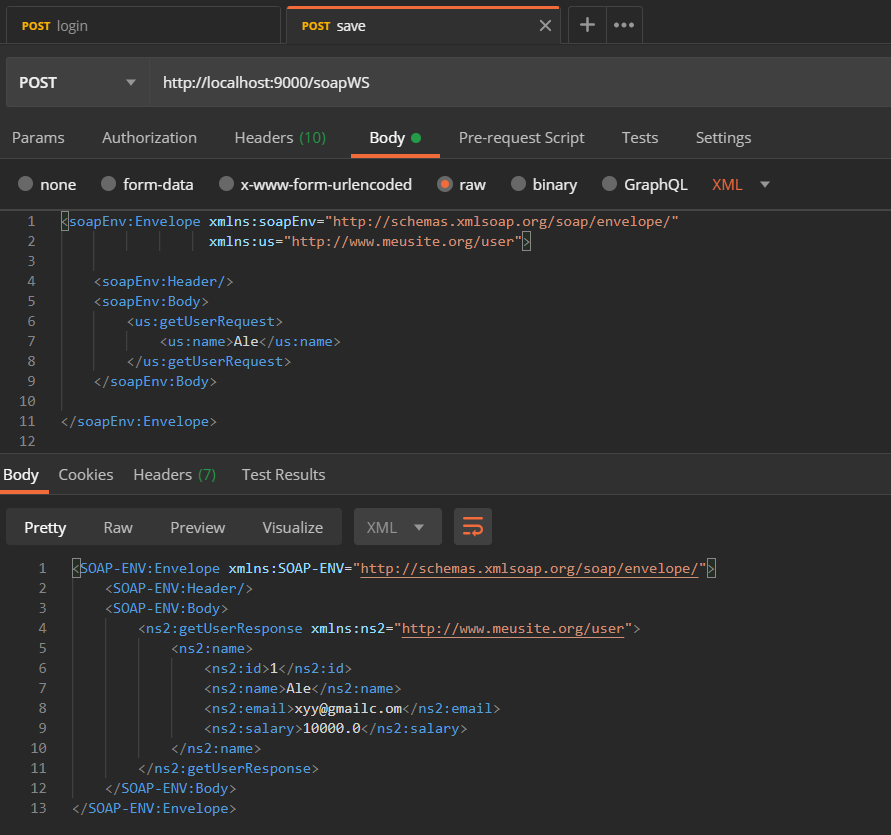 POST login
POST save
POST http://localhost:9000/soapWS
Params Authorization Headers (10) Body Pre-request Script Tests Settings
none form-data x-www-form-urlencoded raw binary GraphQL XML
1 <soapEnv:Envelope xmlns:soapEnv="http://schemas.xmlsoap.org/soap/envelope/"
2 xmlns:us="http://www.meusite.org/user">
3
4 <soapEnv:Header/>
5 <soapEnv:Body>
6 <us:getUserRequest>
7 <us:name>Ale</us:name>
8 </us:getUserRequest>
9 </soapEnv:Body>
10
11 </soapEnv:Envelope>
12
Body Cookies Headers (7) Test Results
Pretty Raw Preview Visualize XML
1 <SOAP-ENV:Envelope xmlns:SOAP-ENV="http://schemas.xmlsoap.org/soap/envelope/">
2 <SOAP-ENV:Header/>
3 <SOAP-ENV:Body>
4 <ns2:getUserResponse xmlns:ns2="http://www.meusite.org/user">
5 <ns2:name>
6 <ns2:id>1</ns2:id>
7 <ns2:name>Ale</ns2:name>
8 <ns2:email>xyy@gmailc.om</ns2:email>
9 <ns2:salary>10000.0</ns2:salary>
10 </ns2:name>
11 </ns2:getUserResponse>
12 </SOAP-ENV:Body>
13 </SOAP-ENV:Envelope>